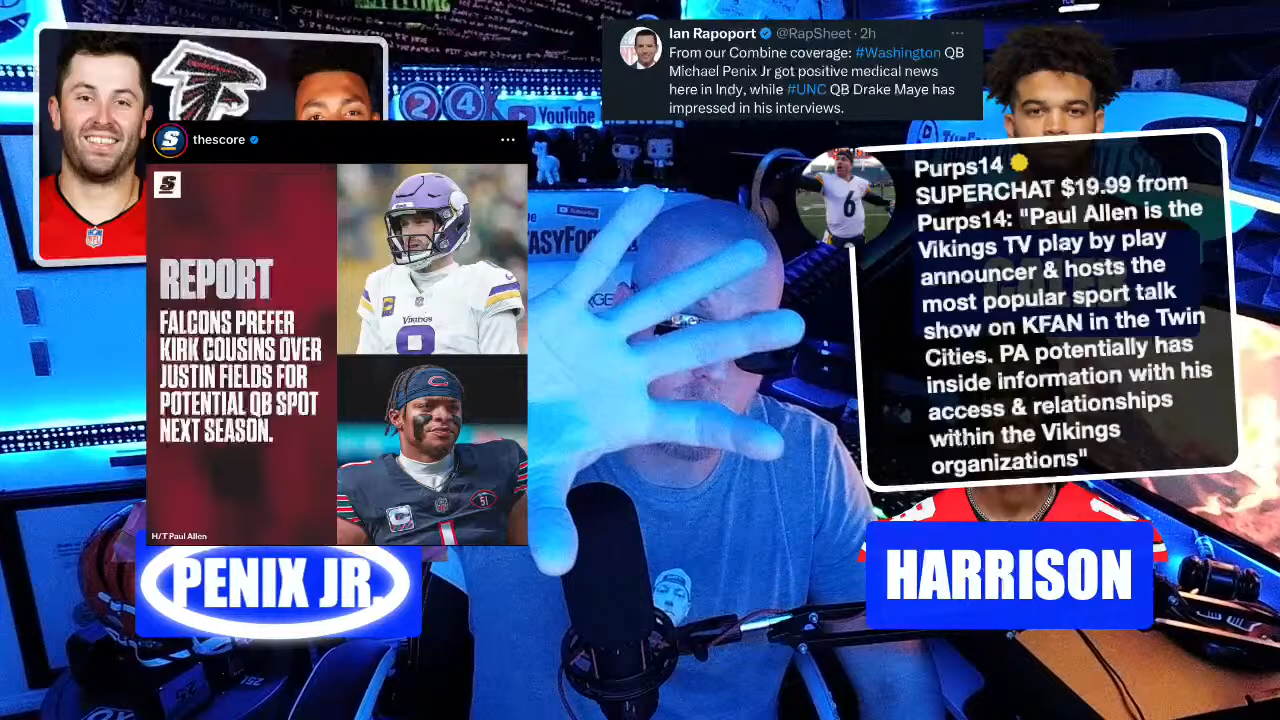 Ian Rapoport @RapSheet · 2h
From our Combine coverage: #Washington QB
Michael Penix Jr got positive medical news
here in Indy, while #UNC QB Drake Maye has
impressed in his interviews.
thescore
REPORT
FALCONS PREFER
KIRK COUSINS OVER
JUSTIN FIELDS FOR
POTENTIAL QB SPOT
NEXT SEASON.
H/T Paul Allen
Vikings
24
YouTube
Purps14
SUPERCHAT $19.99 from
Purps14: "Paul Allen is the
Vikings TV play by play
announcer & hosts the
most popular sport talk
show on KFAN in the Twin
Cities. PA potentially has
inside information with his
access & relationships
within the Vikings
organizations"
PENIX JR.
HARRISON